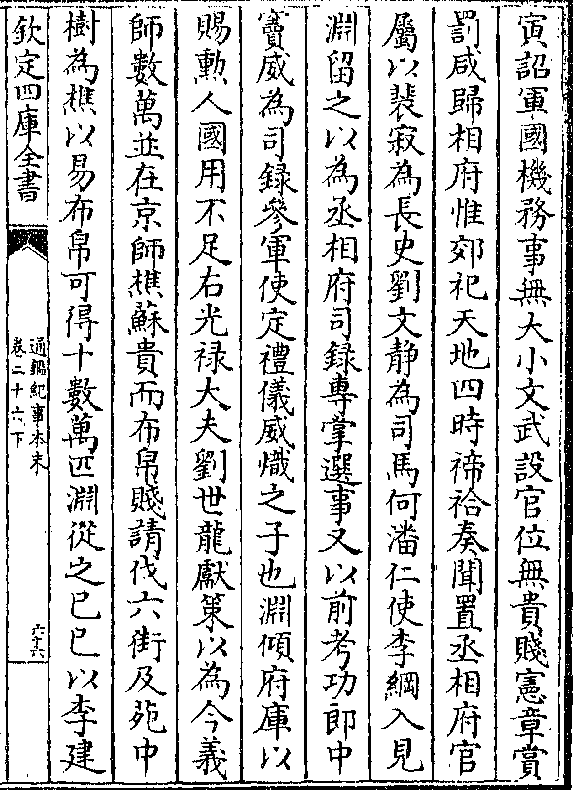 寅詔軍國機務事無大小文武設官位無貴賤憲章賞
罰咸歸相府惟郊祀天地四時禘祫奏聞置丞相府官
屬以裴寂為長史劉文静為司馬何潘仁使李綱入見
淵留之以為丞相府司録專掌選事又以前考功郎中
竇威為司録參軍使定禮儀威熾之子也淵傾府庫以
賜勲人國用不足右光禄大夫劉世龍獻策以為今義
師數萬並在京師樵蘇貴而布帛賤請伐六街及苑中
樹為樵以易布帛可得十數萬匹淵從之已巳以李建
欽定四庫全書
通鑑紀事本末
卷二十六下